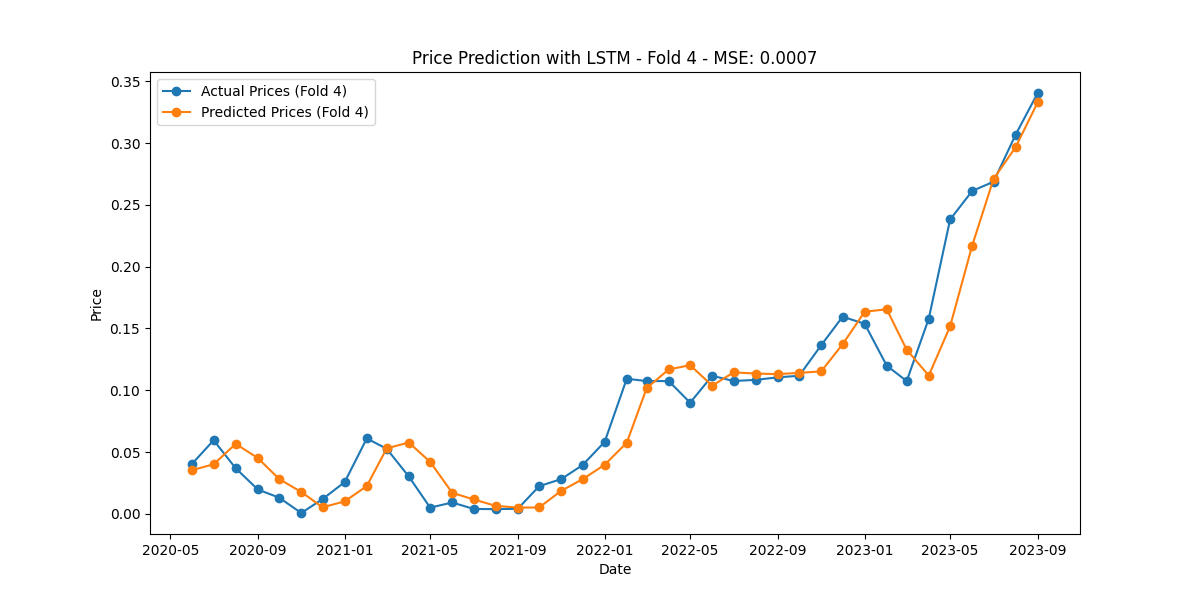 Price Prediction with LSTM - Fold 4 - MSE: 0.0007
Actual Prices (Fold 4)
Predicted Prices (Fold 4)
0.35
0.30
0.25
0.20
0.15
0.10
0.05
0.00
Price
2020-05 2020-09 2021-01 2021-05 2021-09 2022-01 2022-05 2022-09 2023-01 2023-05 2023-09
Date